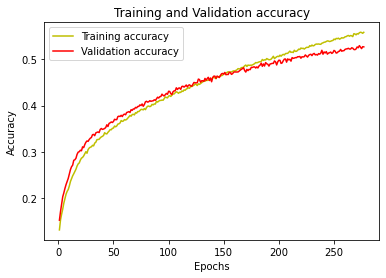 Training and Validation accuracy
Training accuracy
Validation accuracy
0.5
0.4
0.3
0.2
Accuracy
0 50 100 150 200 250
Epochs